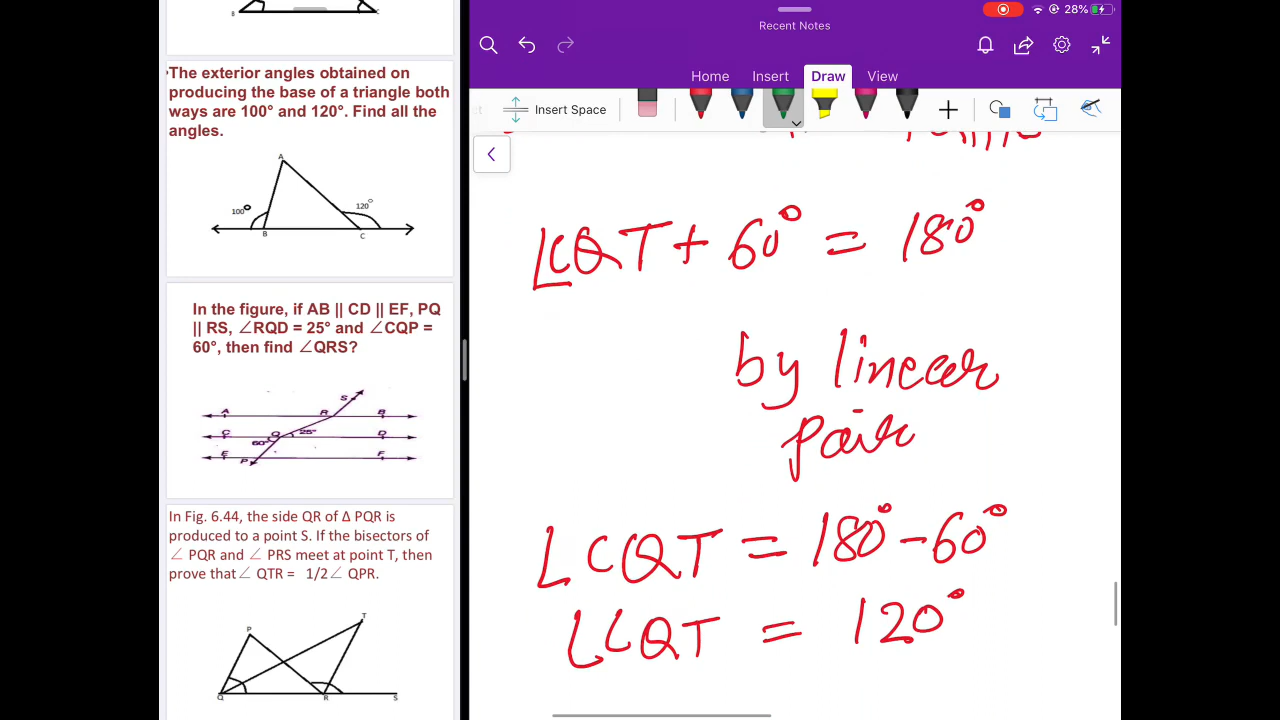 B
C
The exterior angles obtained on
producing the base of a triangle both
ways are 100° and 120°. Find all the
angles.
A
100°
120°
B
C
In the figure, if AB || CD || EF, PQ
|| RS, ∠RQD = 25° and ∠CQP =
60°, then find ∠QRS?
S
A
R
B
C
Q
25°
D
60°
E
P
F
In Fig. 6.44, the side QR of Δ PQR is
produced to a point S. If the bisectors of
∠ PQR and ∠ PRS meet at point T, then
prove that∠ QTR = 1/2∠ QPR.
P
T
Q
R
S
28%
Recent Notes
Home Insert Draw View
Insert Space
∠CQT + 60° = 180°
by linear
pair
∠CQT = 180° - 60°
∠CQT = 120°